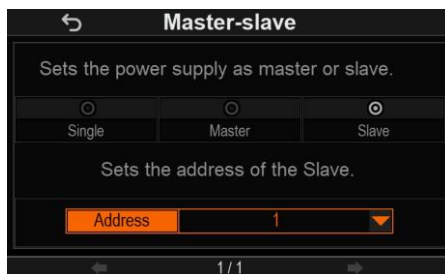 Master-slave
Sets the power supply as master or slave.
Single Master Slave
Sets the address of the Slave.
Address 1
1 / 1